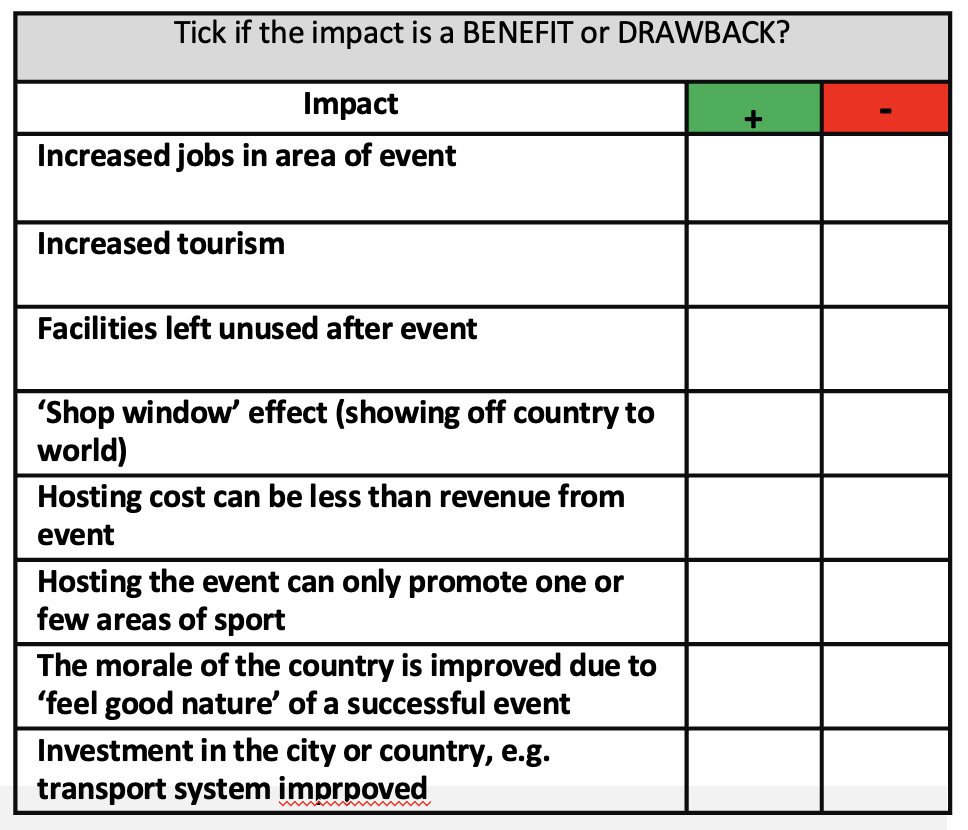 Tick if the impact is a BENEFIT or DRAWBACK?
Impact
+
-
Increased jobs in area of event
Increased tourism
Facilities left unused after event
‘Shop window’ effect (showing off country to
world)
Hosting cost can be less than revenue from
event
Hosting the event can only promote one or
few areas of sport
The morale of the country is improved due to
‘feel good nature’ of a successful event
Investment in the city or country, e.g.
transport system imprpoved